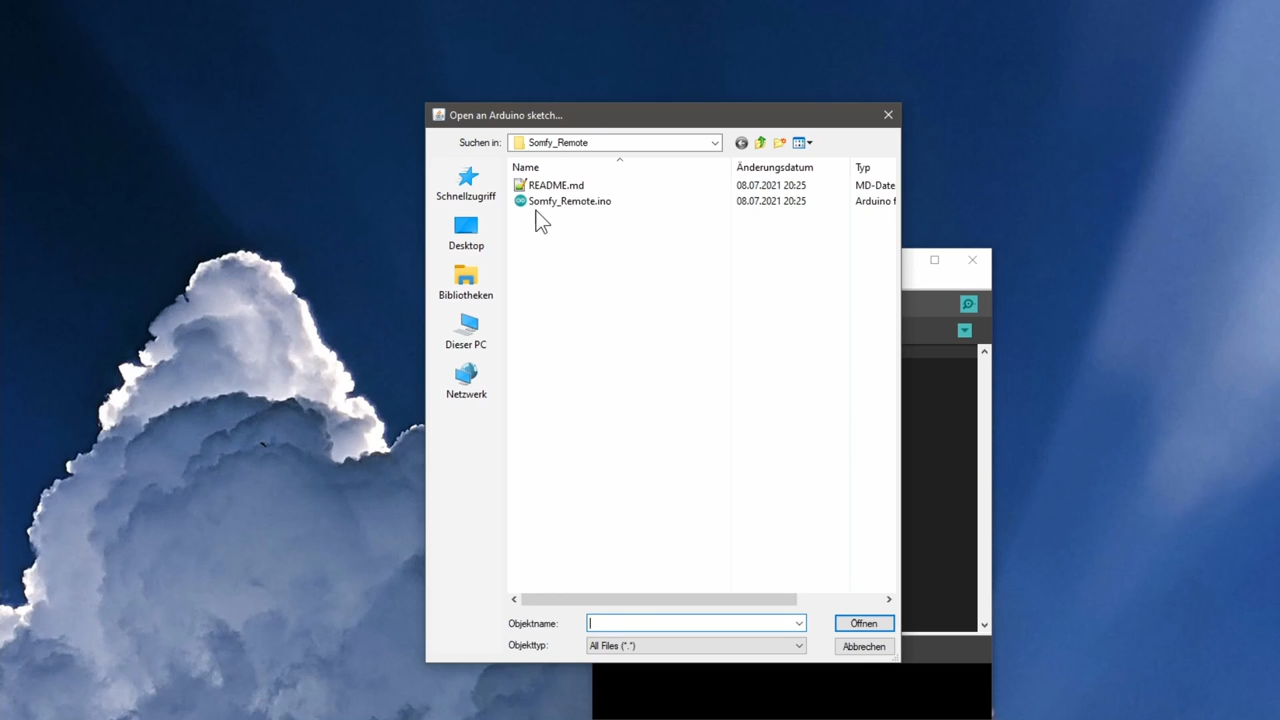 Open an Arduino sketch...
Suchen in: Somfy_Remote
Name Änderungsdatum Typ
README.md 08.07.2021 20:25 MD-Date
Somfy_Remote.ino 08.07.2021 20:25 Arduino f
Schnellzugriff
Desktop
Bibliotheken
Dieser PC
Netzwerk
Objektname: Öffnen
Objekttyp: All Files (*.*) Abbrechen